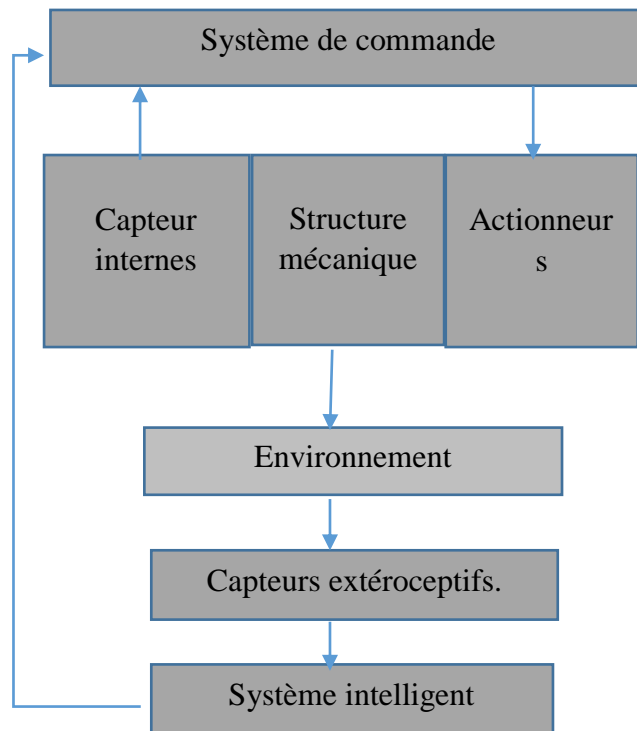 Système de commande
Capteur
internes
Structure
mécanique
Actionneur
s
Environnement
Capteurs extéroceptifs.
Système intelligent